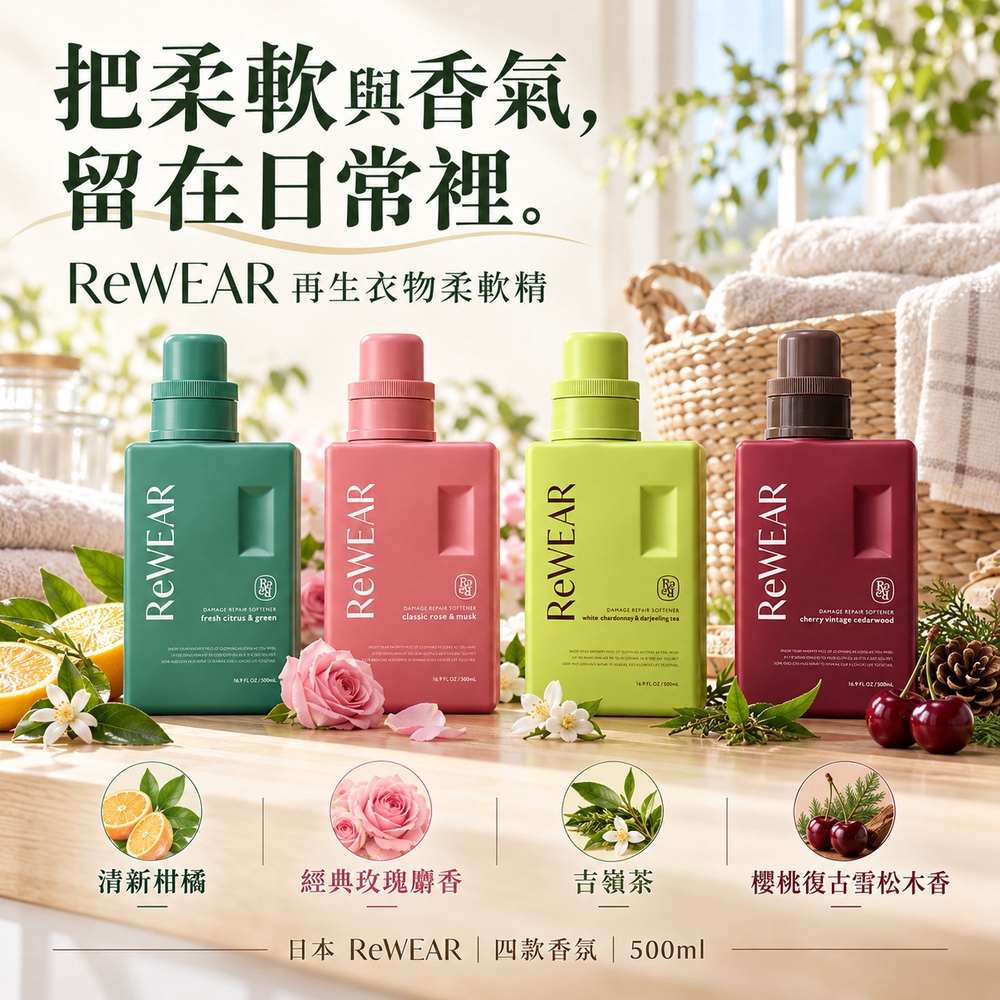 把柔軟與香氣,
留在日常裡。
ReWEAR 再生衣物柔軟精
ReWEAR
DAMAGE REPAIR SOFTENER
fresh citrus & green
16.9 FL OZ / 500mL
ReWEAR
DAMAGE REPAIR SOFTENER
classic rose & musk
16.9 FL OZ / 500mL
ReWEAR
DAMAGE REPAIR SOFTENER
white chardonnay & darjeeling tea
16.9 FL OZ / 500mL
ReWEAR
DAMAGE REPAIR SOFTENER
cherry vintage cedarwood
16.9 FL OZ / 500mL
清新柑橘
經典玫瑰麝香
吉嶺茶
櫻桃復古雪松木香
日本 ReWEAR | 四款香氛 | 500ml